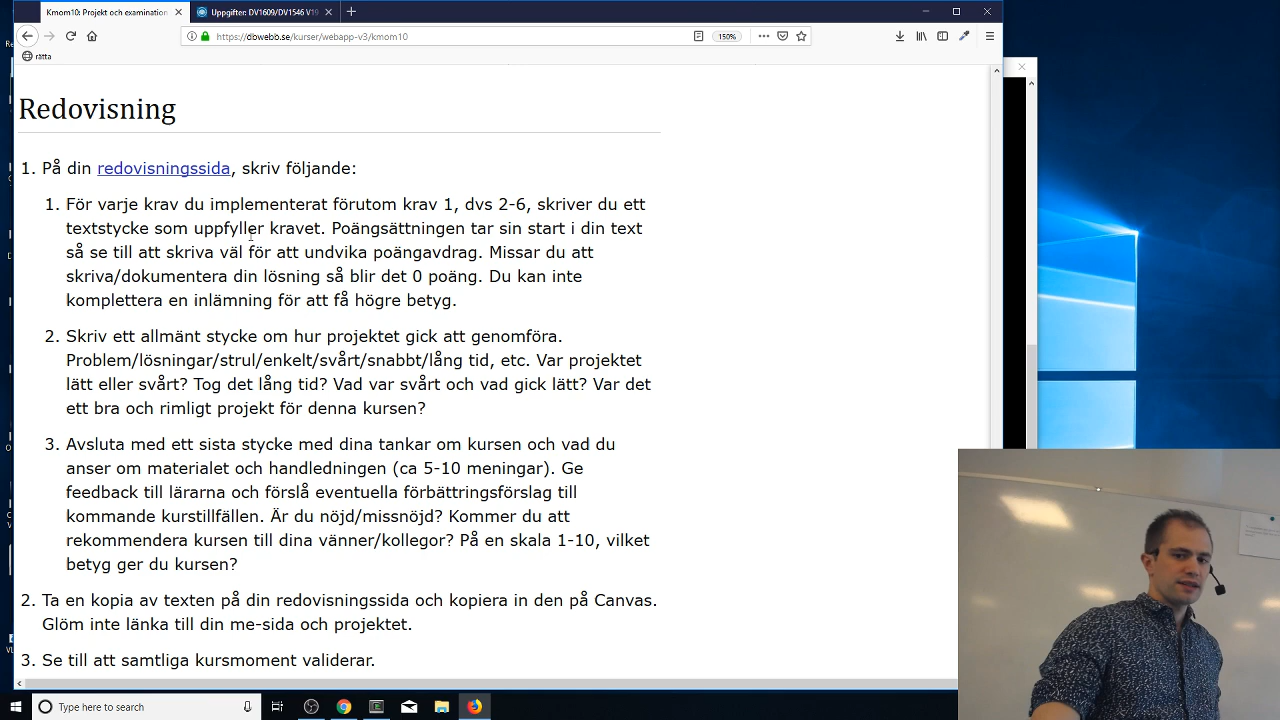 Kmom10: Projekt och examination
Uppgifter: DV1609/DV1546 V19
https://dbwebb.se/kurser/webapp-v3/kmom10
150%
rätta
Redovisning
1. På din redovisningssida, skriv följande:
1. För varje krav du implementerat förutom krav 1, dvs 2-6, skriver du ett
textstycke som uppfyller kravet. Poängsättningen tar sin start i din text
så se till att skriva väl för att undvika poängavdrag. Missar du att
skriva/dokumentera din lösning så blir det 0 poäng. Du kan inte
komplettera en inlämning för att få högre betyg.
2. Skriv ett allmänt stycke om hur projektet gick att genomföra.
Problem/lösningar/strul/enkelt/svårt/snabbt/lång tid, etc. Var projektet
lätt eller svårt? Tog det lång tid? Vad var svårt och vad gick lätt? Var det
ett bra och rimligt projekt för denna kursen?
3. Avsluta med ett sista stycke med dina tankar om kursen och vad du
anser om materialet och handledningen (ca 5-10 meningar). Ge
feedback till lärarna och förslå eventuella förbättringsförslag till
kommande kurstillfällen. Är du nöjd/missnöjd? Kommer du att
rekommendera kursen till dina vänner/kollegor? På en skala 1-10, vilket
betyg ger du kursen?
2. Ta en kopia av texten på din redovisningssida och kopiera in den på Canvas.
Glöm inte länka till din me-sida och projektet.
3. Se till att samtliga kursmoment validerar.
Type here to search